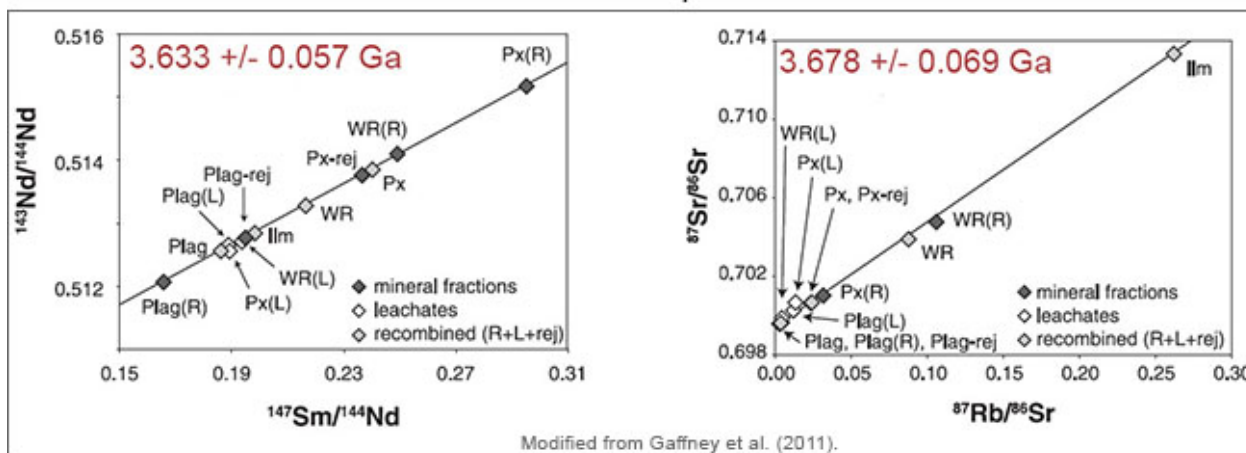 3.633 +/- 0.057 Ga
0.516
0.514
0.512
143Nd/144Nd
Px(R)
WR(R)
Px-rej
Px
Plag-rej
Plag(L)
WR
Ilm
Plag
WR(L)
Px(L)
Plag(R)
mineral fractions
leachates
recombined (R+L+rej)
0.15 0.19 0.23 0.27 0.31
147Sm/144Nd
3.678 +/- 0.069 Ga
0.714
0.710
0.706
0.702
0.698
87Sr/86Sr
Ilm
WR(L)
Px(L)
Px, Px-rej
WR(R)
WR
Px(R)
Plag(L)
Plag, Plag(R), Plag-rej
mineral fractions
leachates
recombined (R+L+rej)
0.00 0.05 0.10 0.15 0.20 0.25 0.30
87Rb/86Sr
Modified from Gaffney et al. (2011).